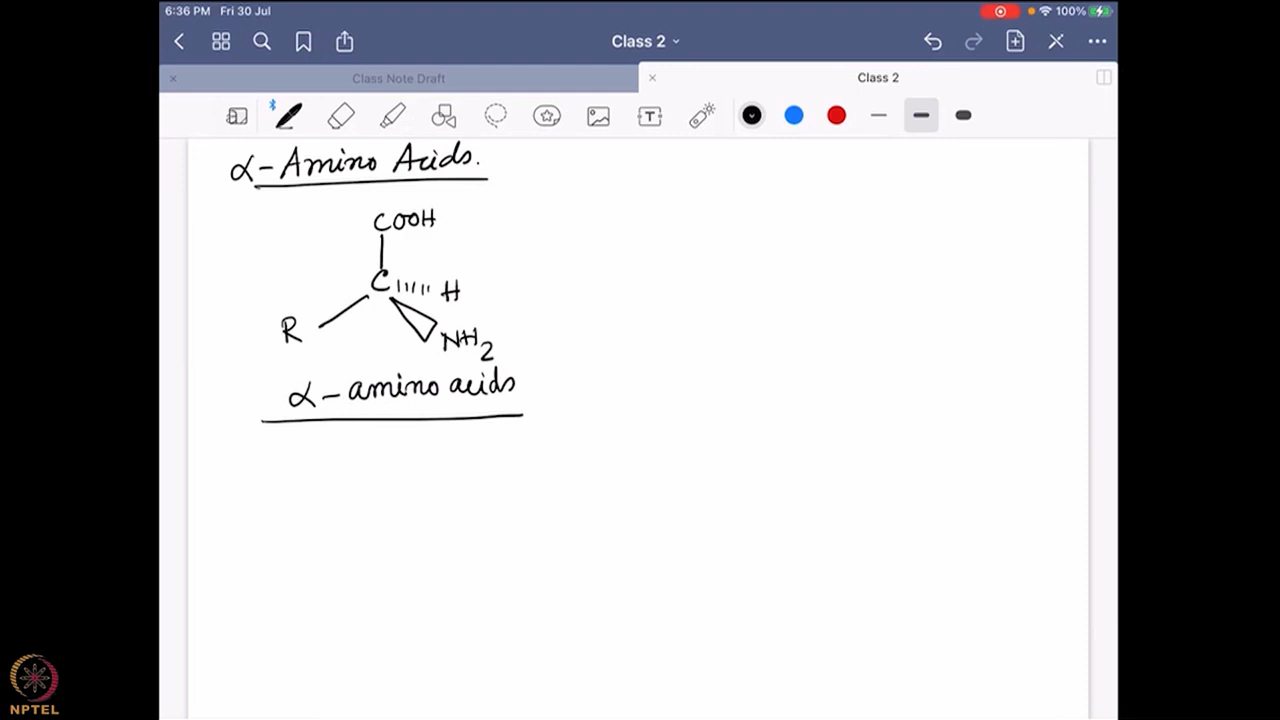 6:36 PM Fri 30 Jul
100%
Class 2
Class Note Draft
Class 2
T
α-Amino Acids.
COOH
C H
R
NH2
α-amino acids
NPTEL